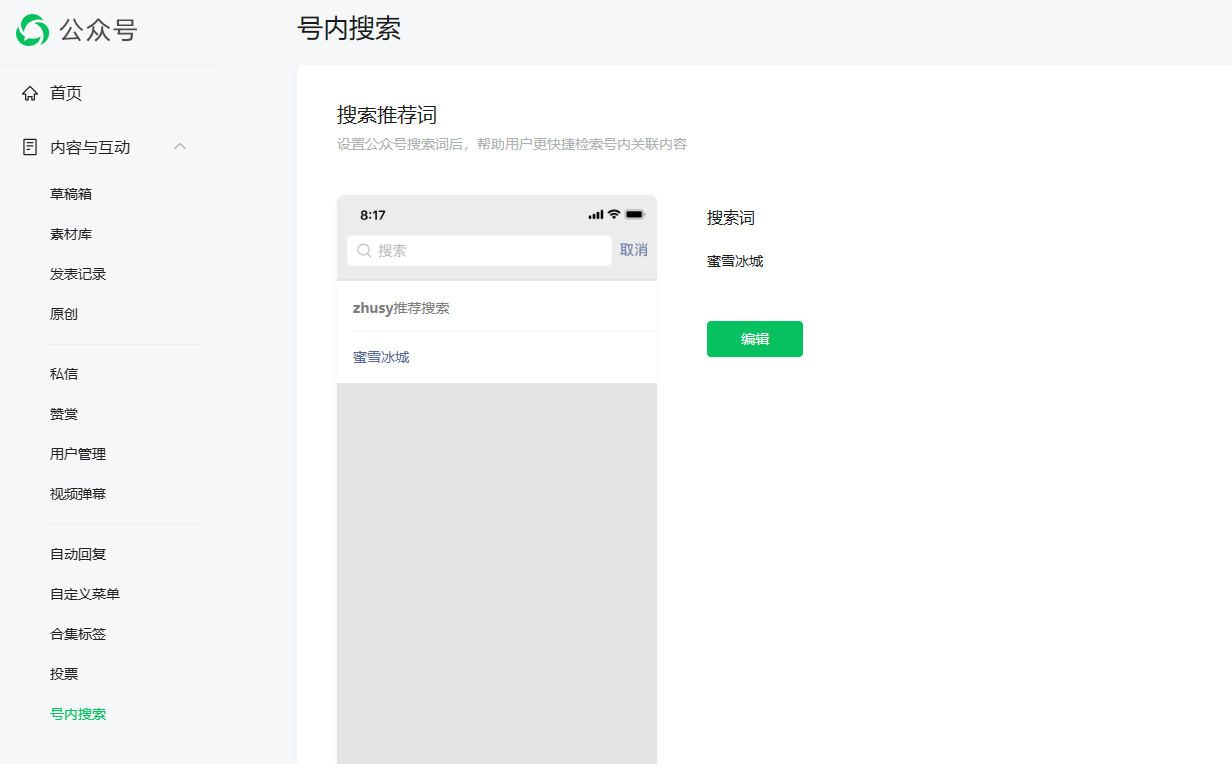 公众号
首页
内容与互动
草稿箱
素材库
发表记录
原创
私信
赞赏
用户管理
视频弹幕
自动回复
自定义菜单
合集标签
投票
号内搜索
号内搜索
搜索推荐词
设置公众号搜索词后，帮助用户更快捷检索号内关联内容
8:17
搜索 取消
zhusy推荐搜索
蜜雪冰城
搜索词
蜜雪冰城
编辑